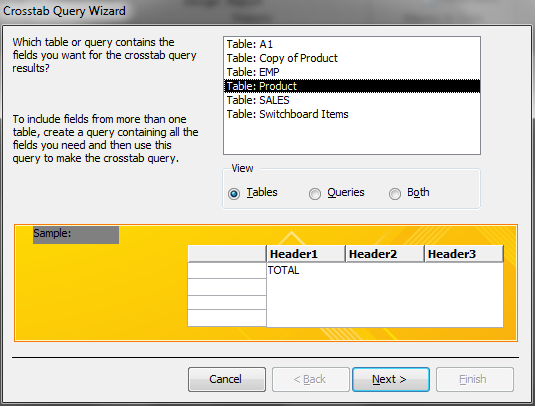 Crosstab Query Wizard
Which table or query contains the
fields you want for the crosstab query
results?
To include fields from more than one
table, create a query containing all the
fields you need and then use this
query to make the crosstab query.
Table: A1
Table: Copy of Product
Table: EMP
Table: Product
Table: SALES
Table: Switchboard Items
View
Tables
Queries
Both
Sample:
Header1 Header2 Header3
TOTAL
Cancel
< Back
Next >
Finish